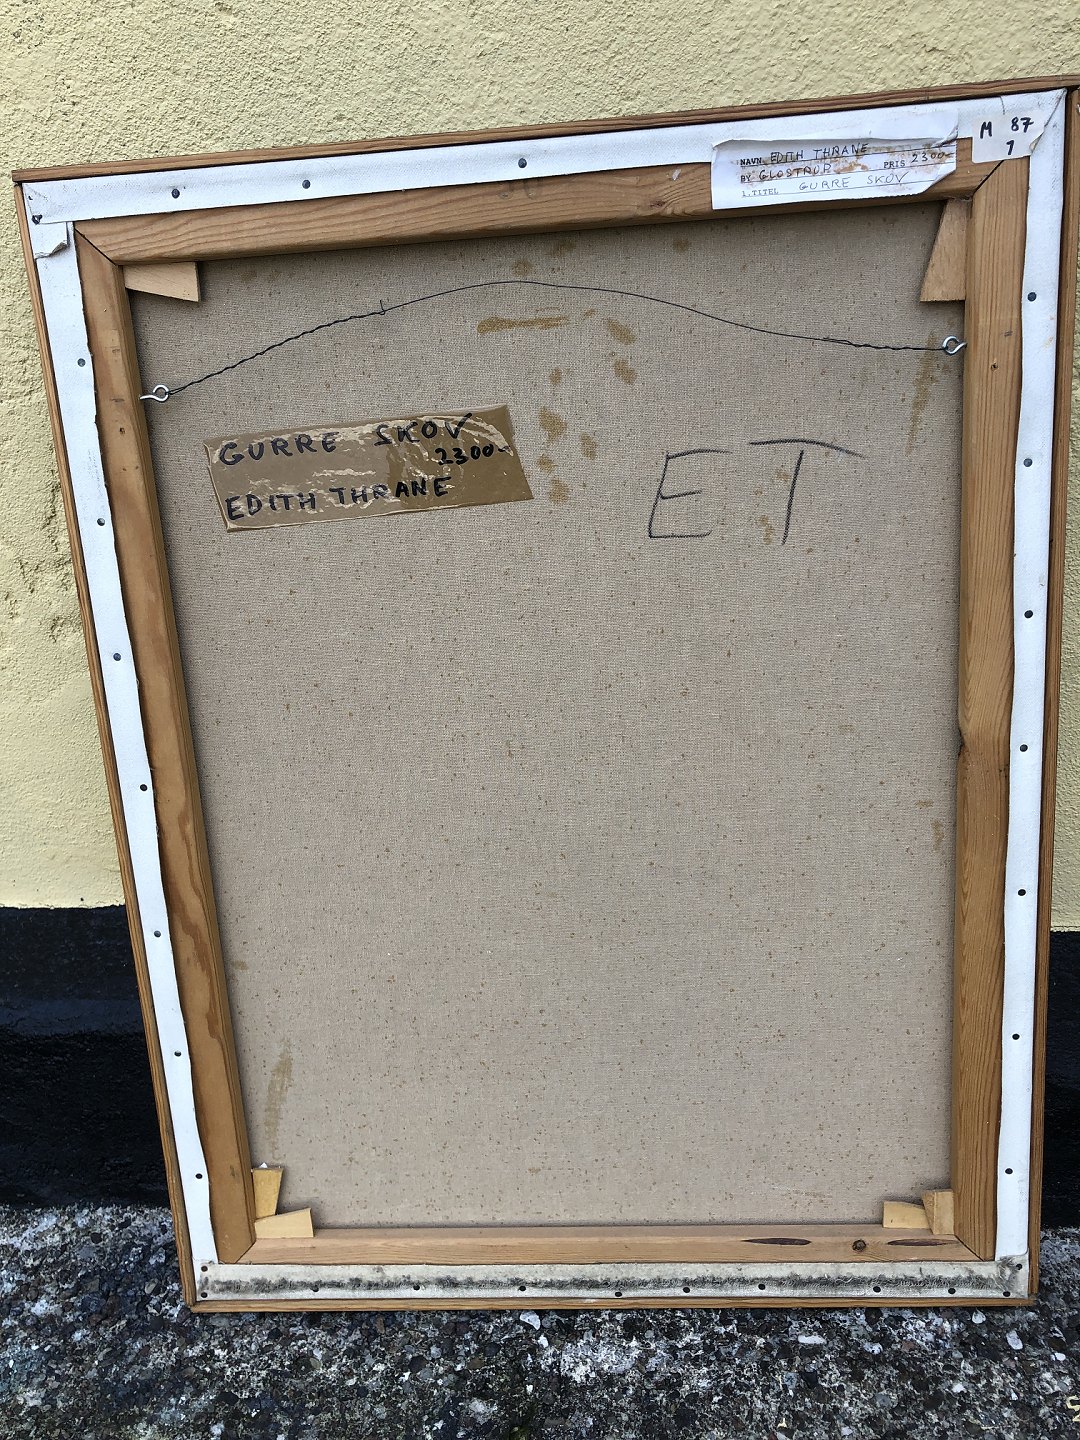 M 87
7
NAVN EDITH THRANE
BY GLOSTRUP PRIS 2300-
1. TITEL GURRE SKOV
GURRE SKOV
2300-
EDITH THRANE
ET